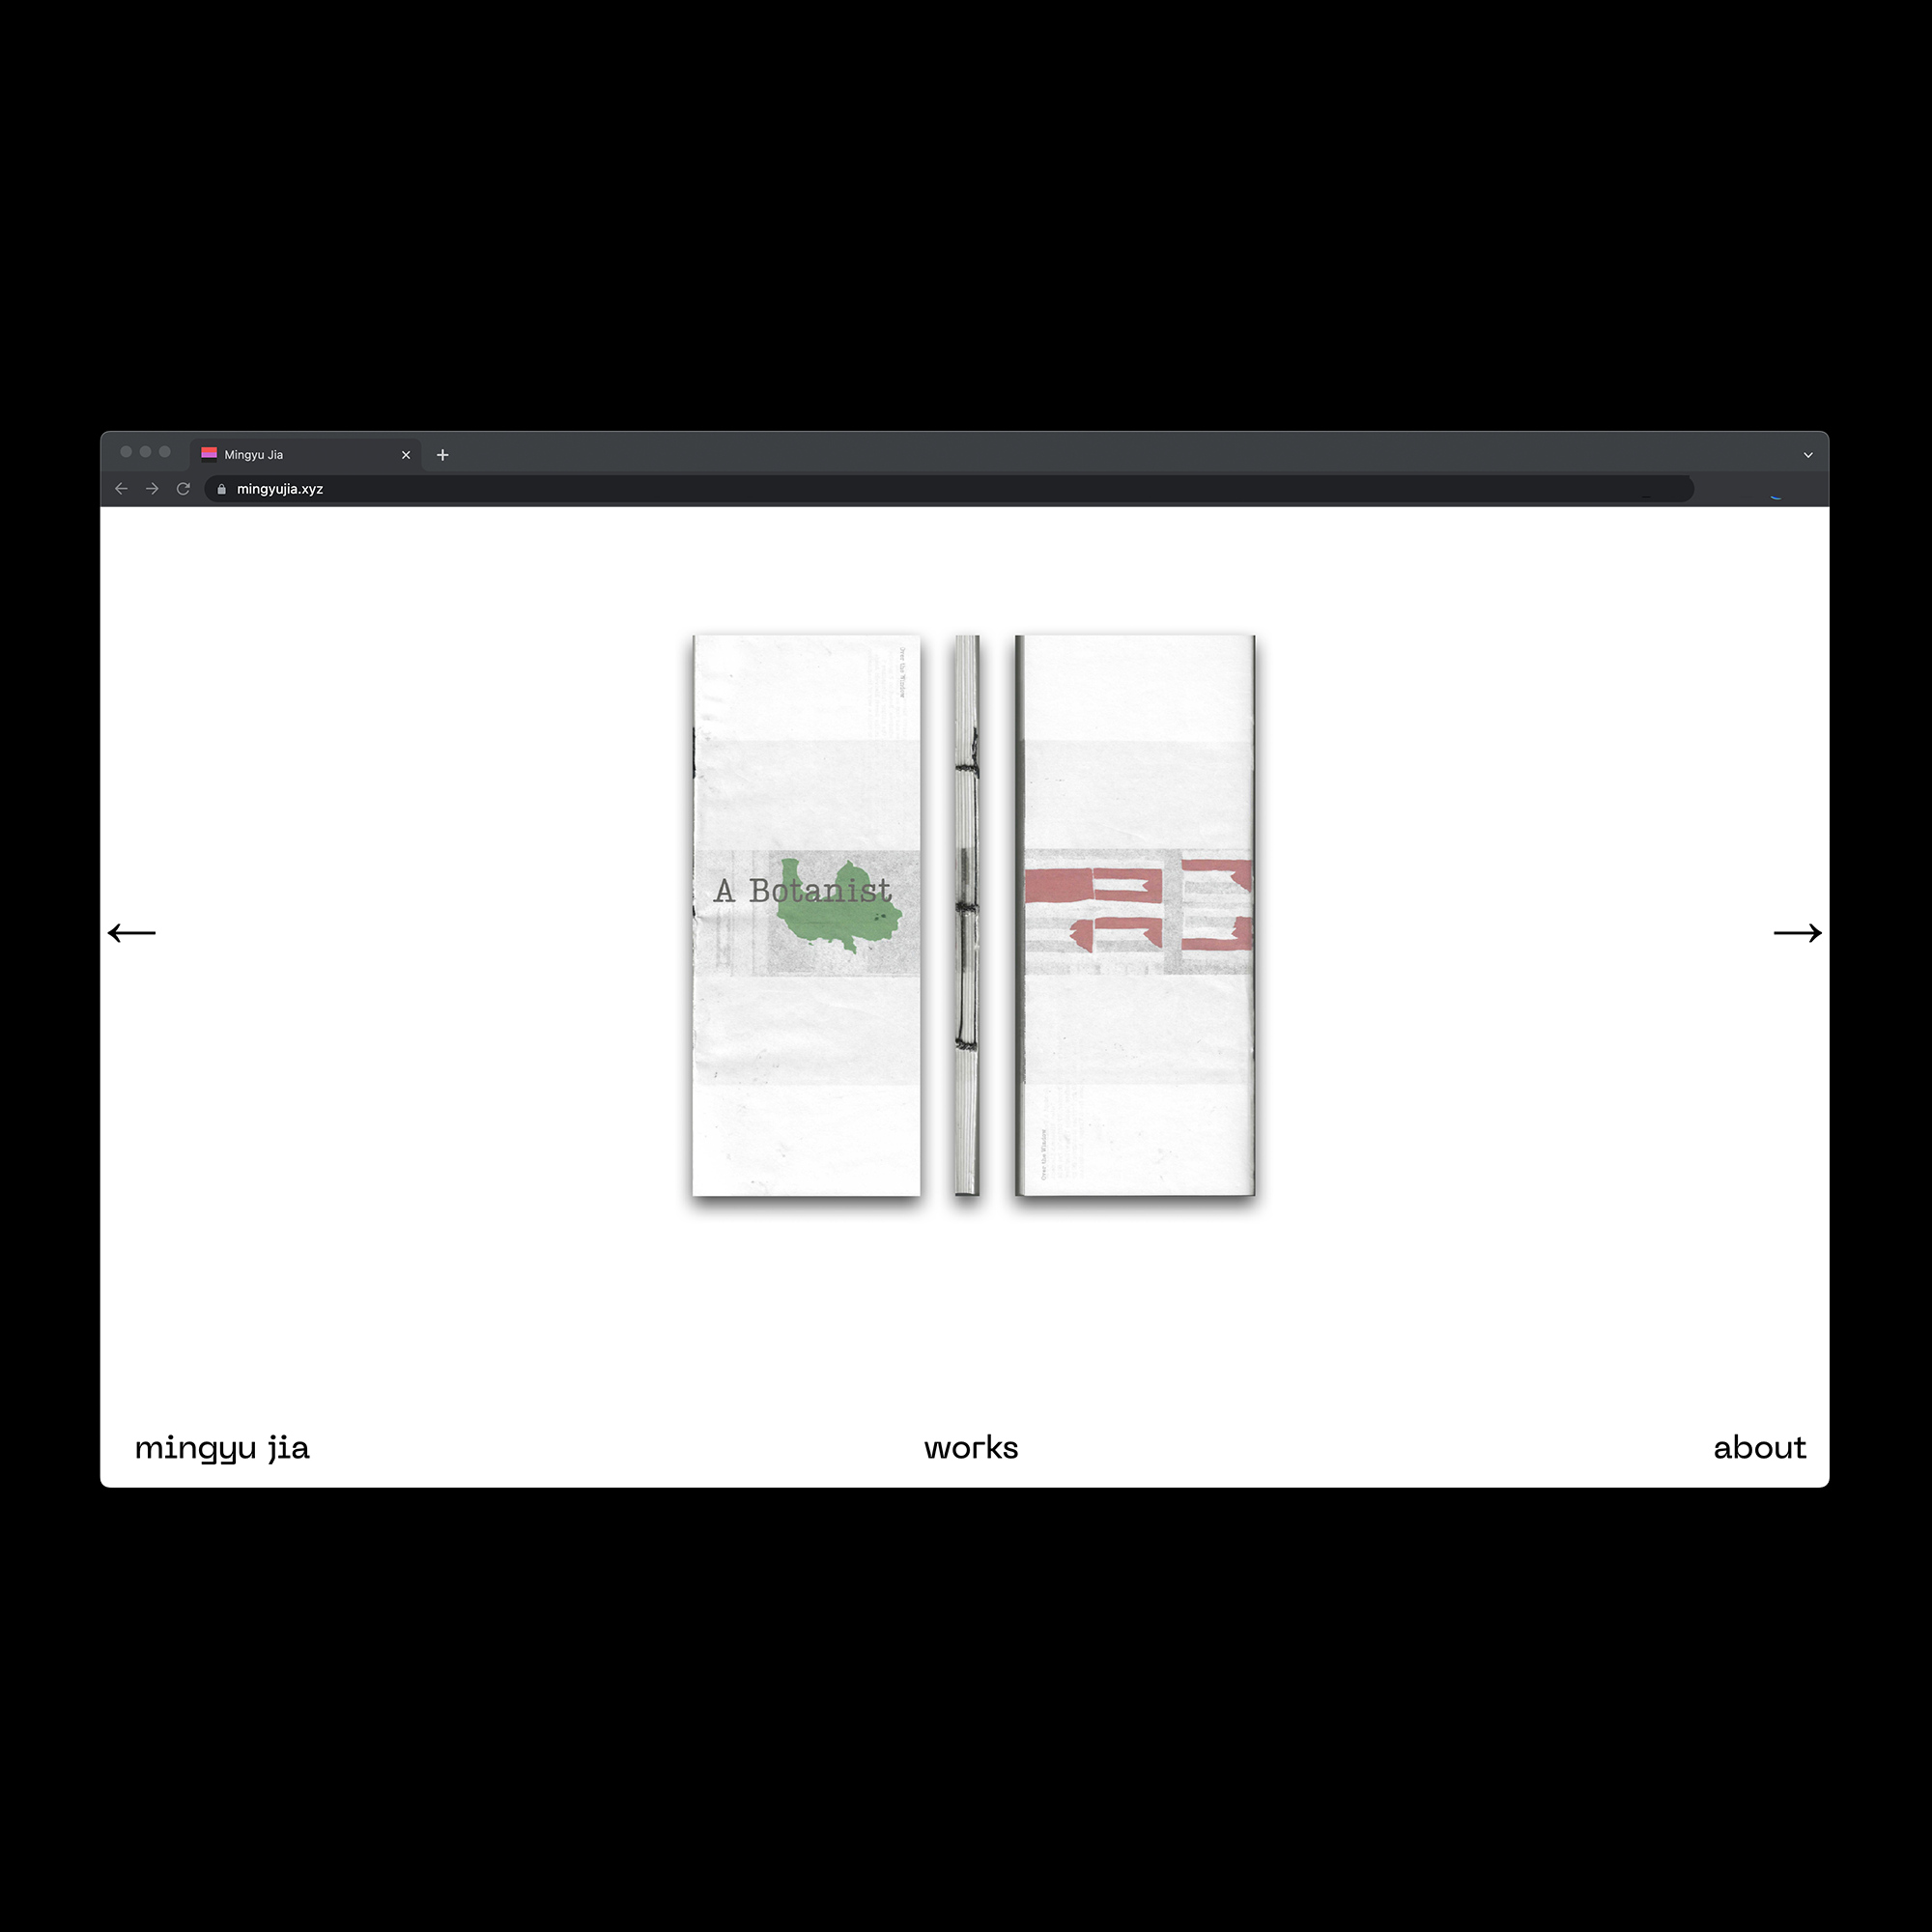 Mingyu Jia
mingyujia.xyz
Over the Window
A Botanist
Over the Window
mingyu jia
works
about